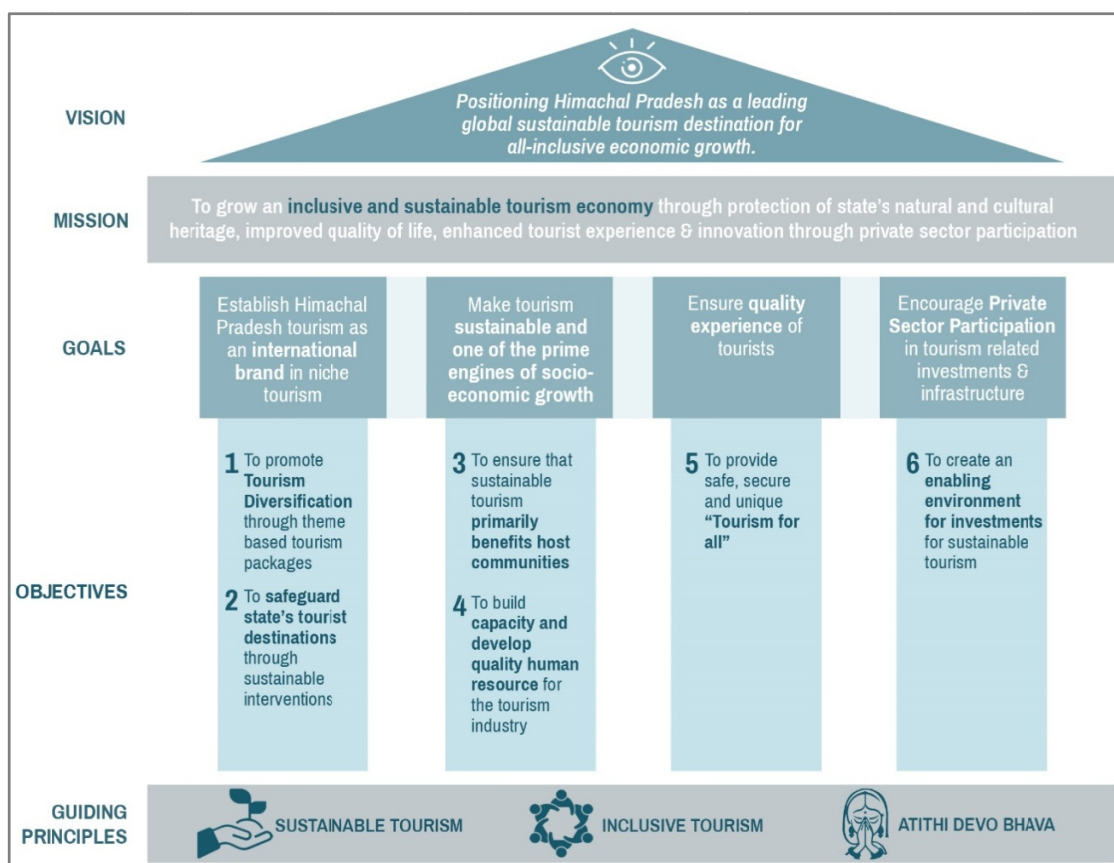 VISION
Positioning Himachal Pradesh as a leading
global sustainable tourism destination for
all-inclusive economic growth.
MISSION
To grow an inclusive and sustainable tourism economy through protection of state's natural and cultural
heritage, improved quality of life, enhanced tourist experience & innovation through private sector participation
GOALS
Establish Himachal
Pradesh tourism as
an international
brand in niche
tourism
Make tourism
sustainable and
one of the prime
engines of socio-
economic growth
Ensure quality
experience of
tourists
Encourage Private
Sector Participation
in tourism related
investments &
infrastructure
OBJECTIVES
1 To promote
Tourism
Diversification
through theme
based tourism
packages
2 To safeguard
state's tourist
destinations
through
sustainable
interventions
3 To ensure that
sustainable
tourism
primarily
benefits host
communities
4 To build
capacity and
develop
quality human
resource for
the tourism
industry
5 To provide
safe, secure
and unique
“Tourism for
all”
6 To create an
enabling
environment
for investments
for sustainable
tourism
GUIDING
PRINCIPLES
SUSTAINABLE TOURISM
INCLUSIVE TOURISM
ATITHI DEVO BHAVA